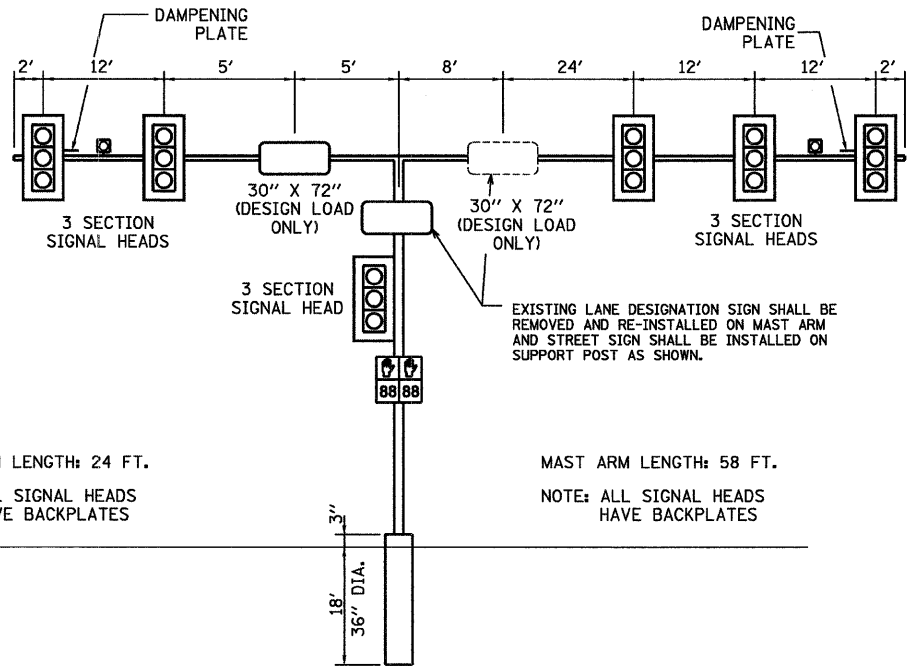 DAMPENING
PLATE
DAMPENING
PLATE
2' 12' 5' 5' 8' 24' 12' 12' 2'
30" X 72"
(DESIGN LOAD
ONLY)
30" X 72"
(DESIGN LOAD
ONLY)
3 SECTION
SIGNAL HEADS
3 SECTION
SIGNAL HEADS
3 SECTION
SIGNAL HEAD
EXISTING LANE DESIGNATION SIGN SHALL BE
REMOVED AND RE-INSTALLED ON MAST ARM
AND STREET SIGN SHALL BE INSTALLED ON
SUPPORT POST AS SHOWN.
88 88
LENGTH: 24 FT.
SIGNAL HEADS
BACKPLATES
MAST ARM LENGTH: 58 FT.
NOTE: ALL SIGNAL HEADS
HAVE BACKPLATES
3"
18'
36" DIA.